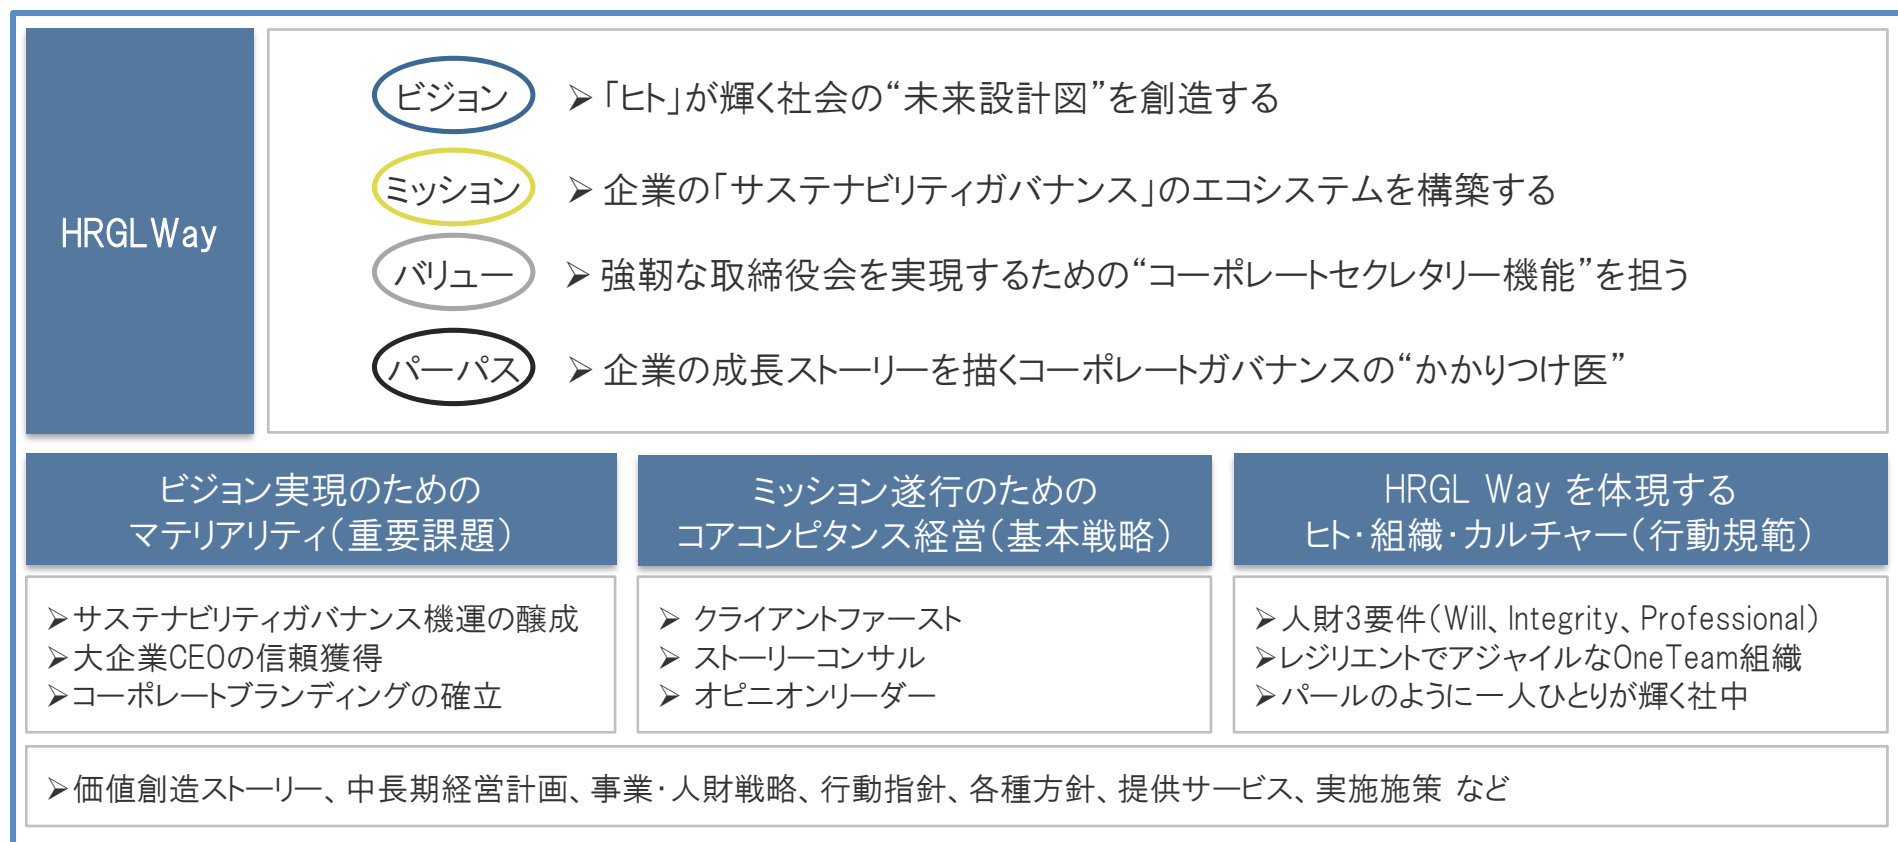 HRGLWay
ビジョン
➢「ヒト」が輝く社会の“未来設計図”を創造する
ミッション
➢ 企業の「サステナビリティガバナンス」のエコシステムを構築する
バリュー
➢ 強靭な取締役会を実現するための“コーポレートセクレタリー機能”を担う
パーパス
➢ 企業の成長ストーリーを描くコーポレートガバナンスの“かかりつけ医”
ビジョン実現のための
マテリアリティ（重要課題）
➢サステナビリティガバナンス機運の醸成
➢大企業CEOの信頼獲得
➢コーポレートブランディングの確立
ミッション遂行のための
コアコンピタンス経営（基本戦略）
➢ クライアントファースト
➢ ストーリーコンサル
➢ オピニオンリーダー
HRGL Way を体現する
ヒト・組織・カルチャー（行動規範）
➢人財3要件（Will、Integrity、Professional）
➢レジリエントでアジャイルなOneTeam組織
➢パールのように一人ひとりが輝く社中
➢価値創造ストーリー、中長期経営計画、事業・人財戦略、行動指針、各種方針、提供サービス、実施施策 など